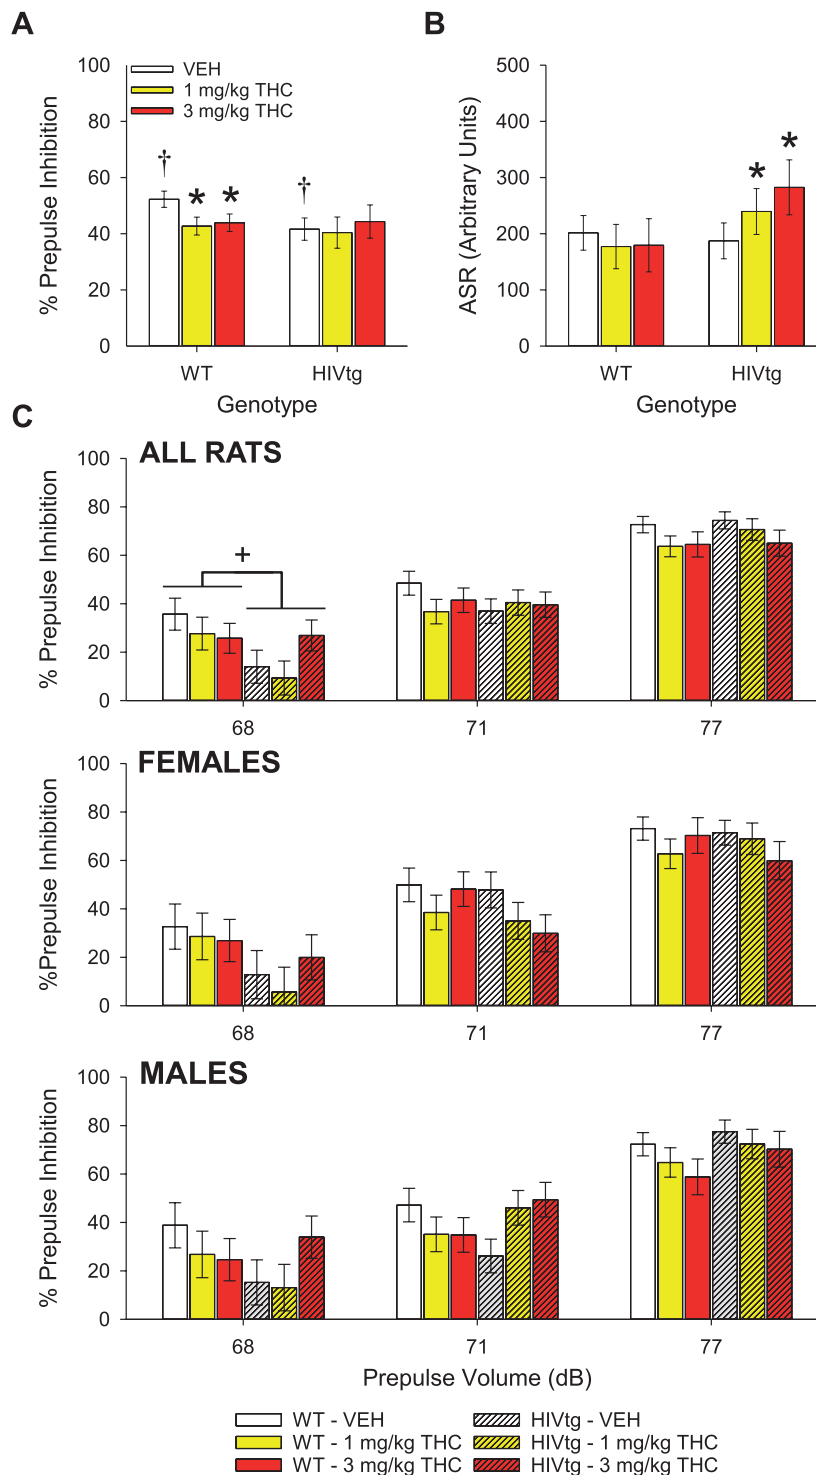 A
B
% Prepulse Inhibition
100
80
60
40
20
0
VEH
1 mg/kg THC
3 mg/kg THC
†
*
*
†
WT
HIVtg
Genotype
ASR (Arbitrary Units)
500
400
300
200
100
0
*
*
WT
HIVtg
Genotype
C
ALL RATS
% Prepulse Inhibition
100
80
60
40
20
0
+
68
71
77
FEMALES
%Prepulse Inhibition
100
80
60
40
20
0
68
71
77
MALES
% Prepulse Inhibition
100
80
60
40
20
0
68
71
77
Prepulse Volume (dB)
WT - VEH
HIVtg - VEH
WT - 1 mg/kg THC
HIVtg - 1 mg/kg THC
WT - 3 mg/kg THC
HIVtg - 3 mg/kg THC